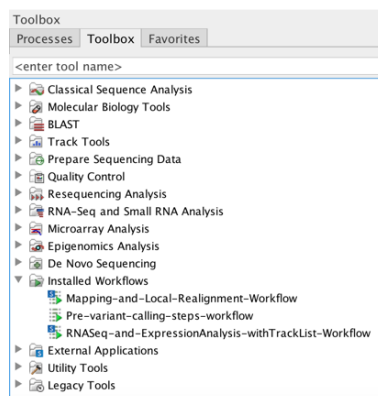 Toolbox
Processes Toolbox Favorites
<enter tool name>
Classical Sequence Analysis
Molecular Biology Tools
BLAST
Track Tools
Prepare Sequencing Data
Quality Control
Resequencing Analysis
RNA-Seq and Small RNA Analysis
Microarray Analysis
Epigenomics Analysis
De Novo Sequencing
Installed Workflows
Mapping-and-Local-Realignment-Workflow
Pre-variant-calling-steps-workflow
RNASeq-and-ExpressionAnalysis-withTrackList-Workflow
External Applications
Utility Tools
Legacy Tools